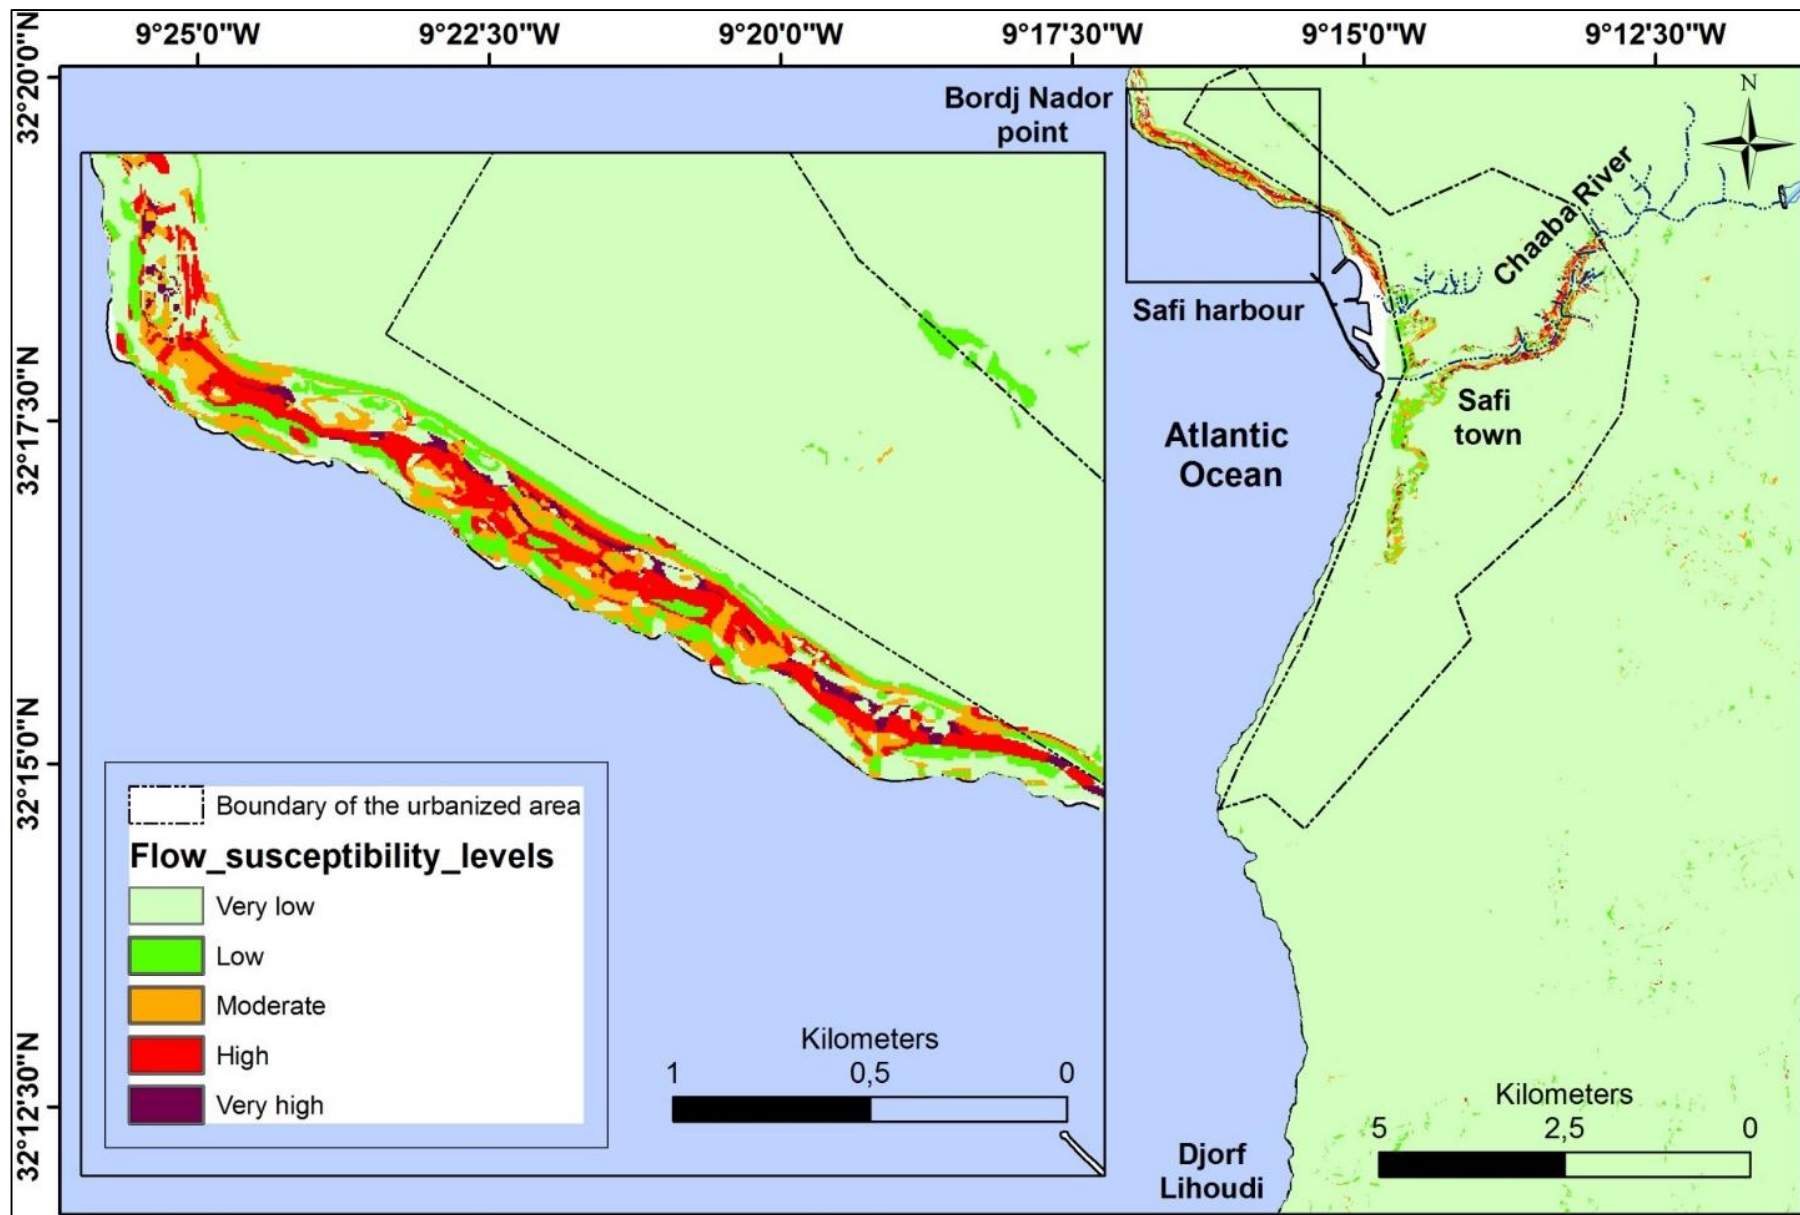 9°25'0"W
9°22'30"W
9°20'0"W
9°17'30"W
9°15'0"W
9°12'30"W
32°20'0"N
32°17'30"N
32°15'0"N
32°12'30"N
Bordj Nador
point
N
Chaaba River
Safi harbour
Safi
town
Atlantic
Ocean
Boundary of the urbanized area
Flow_susceptibility_levels
Very low
Low
Moderate
High
Very high
Kilometers
1
0,5
0
Kilometers
5
2,5
0
Djorf
Lihoudi